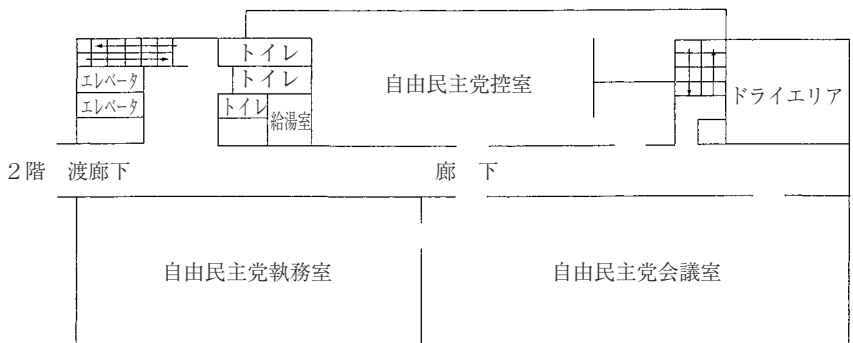 トイレ
エレベータ
トイレ
自由民主党控室
ドライエリア
エレベータ
トイレ
給湯室
2階 渡廊下
廊 下
自由民主党執務室
自由民主党会議室